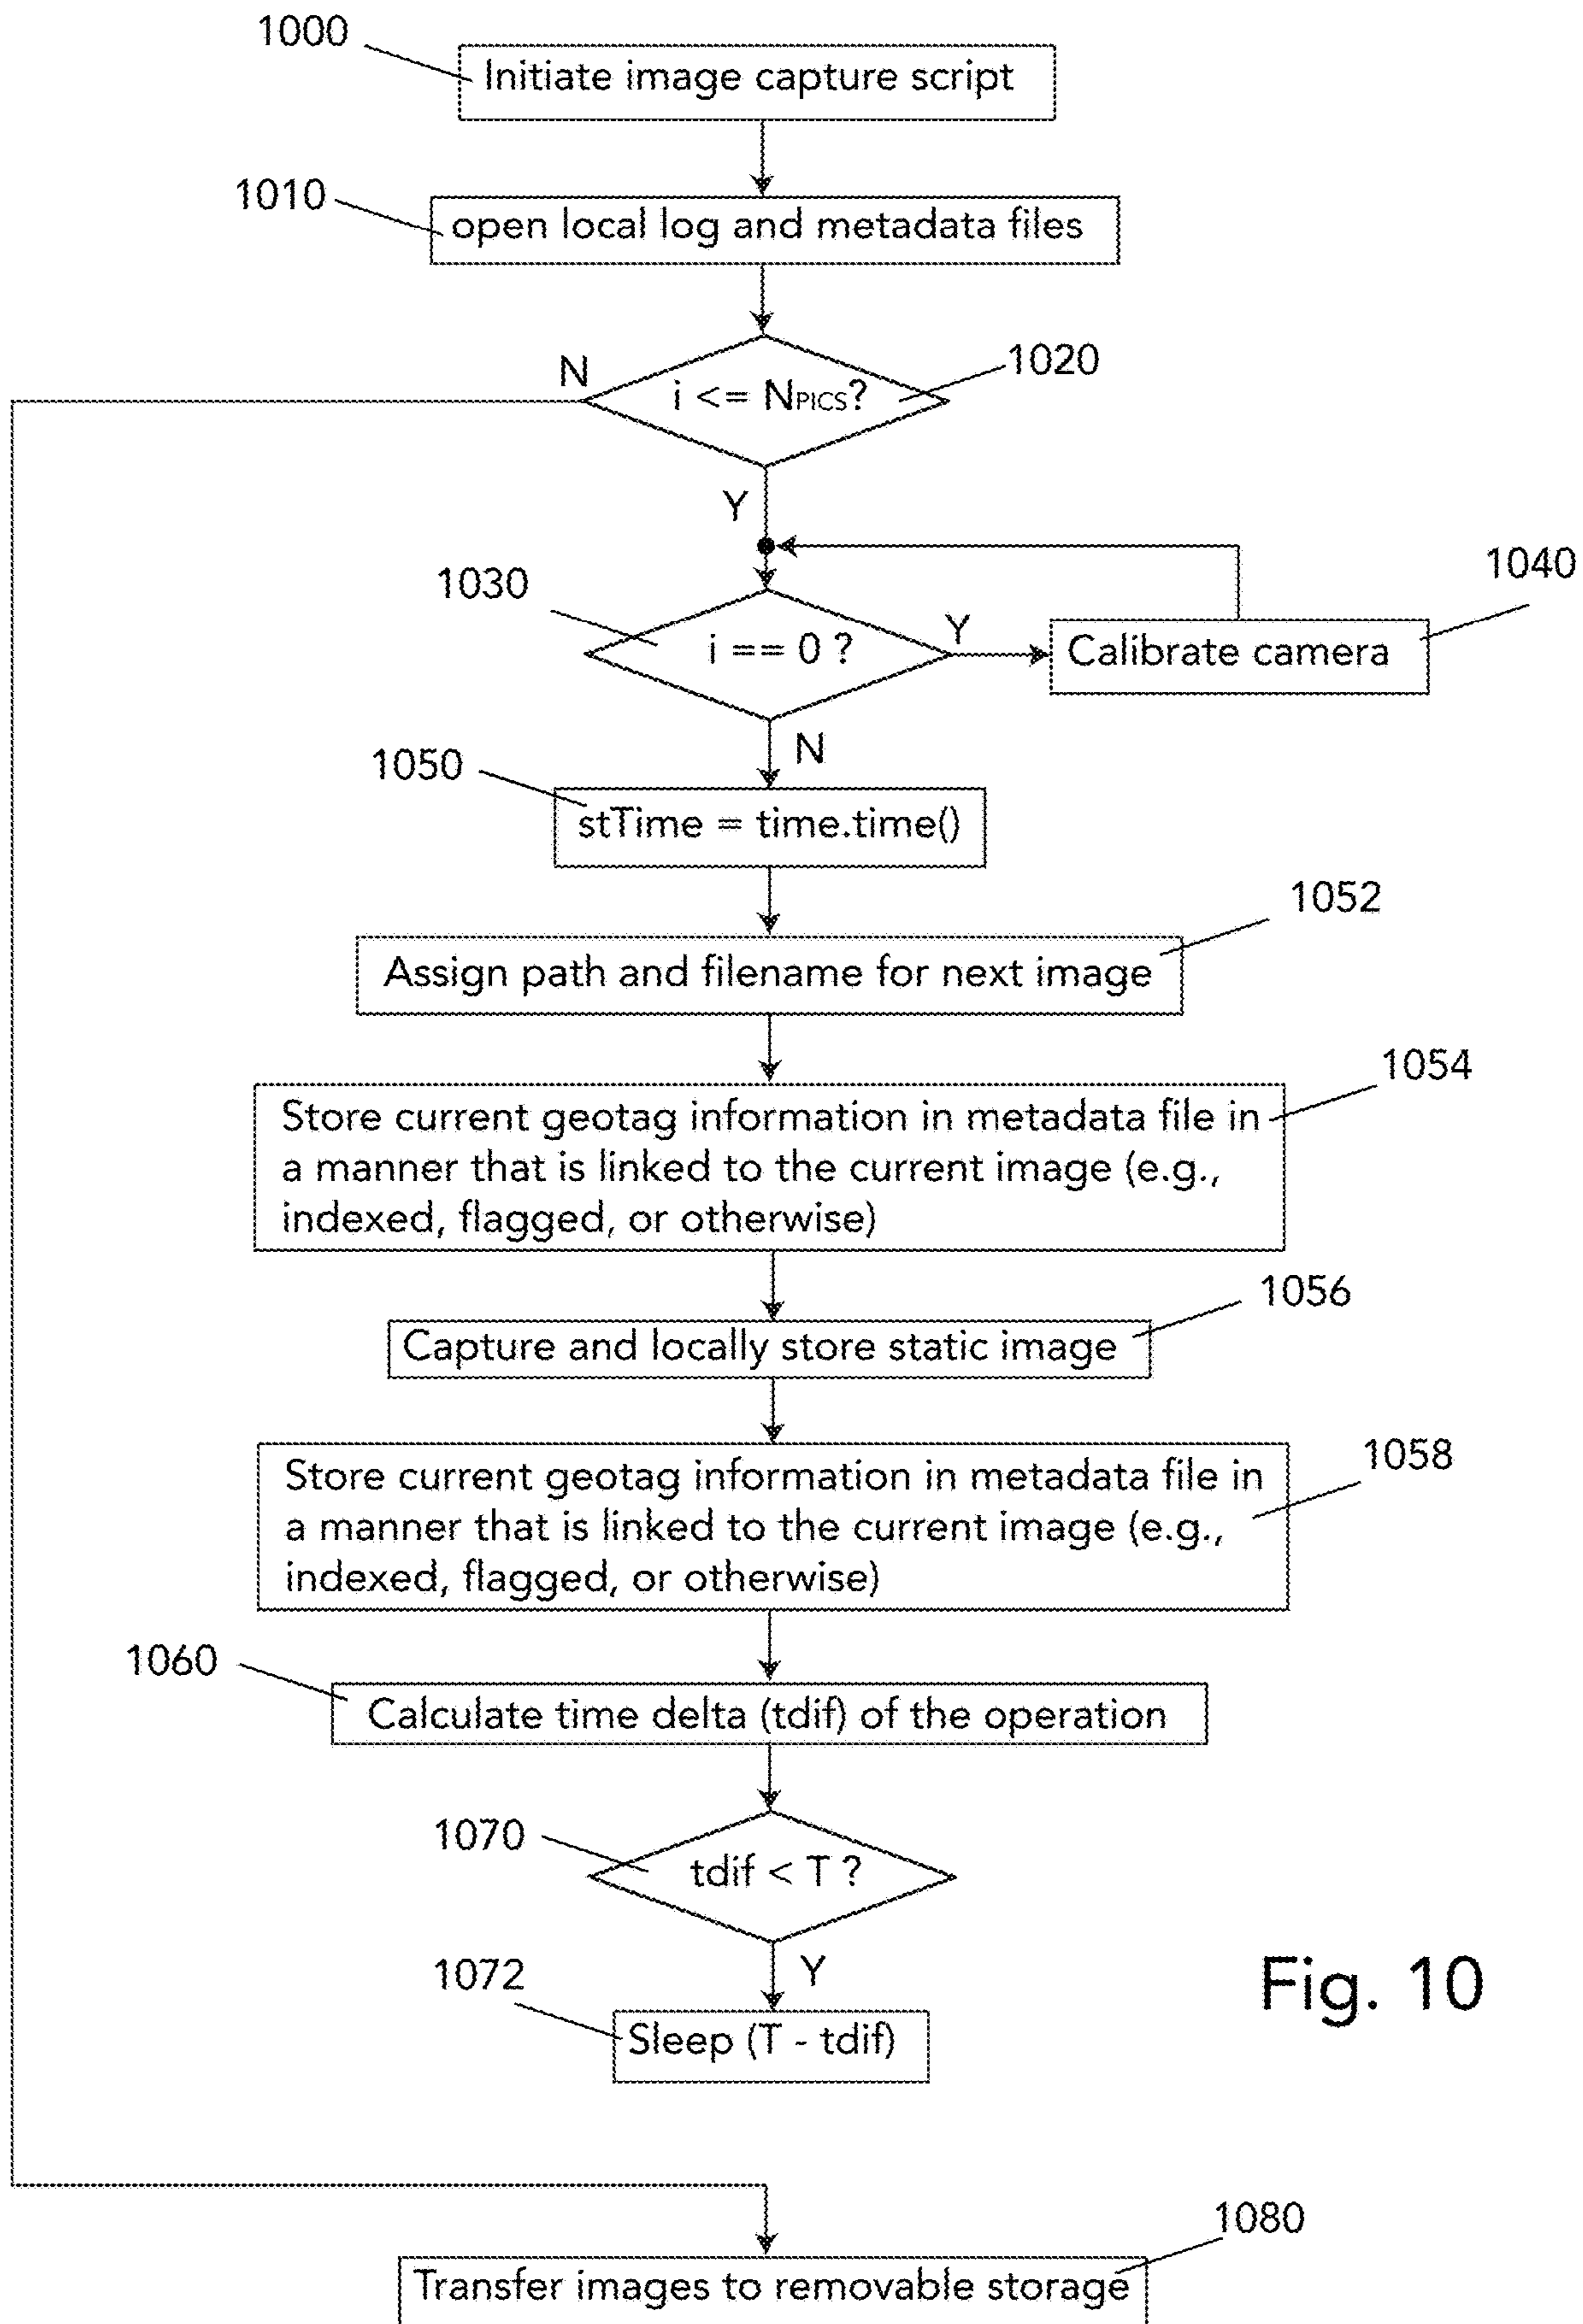 1000
Initiate image capture script
1010
open local log and metadata files
N
i <= NPICS?
1020
Y
1030
i == 0 ?
Y
1040
Calibrate camera
N
1050
stTime = time.time()
1052
Assign path and filename for next image
1054
Store current geotag information in metadata file in
a manner that is linked to the current image (e.g.,
indexed, flagged, or otherwise)
1056
Capture and locally store static image
1058
Store current geotag information in metadata file in
a manner that is linked to the current image (e.g.,
indexed, flagged, or otherwise)
1060
Calculate time delta (tdif) of the operation
1070
tdif < T ?
Y
1072
Sleep (T - tdif)
Fig. 10
1080
Transfer images to removable storage